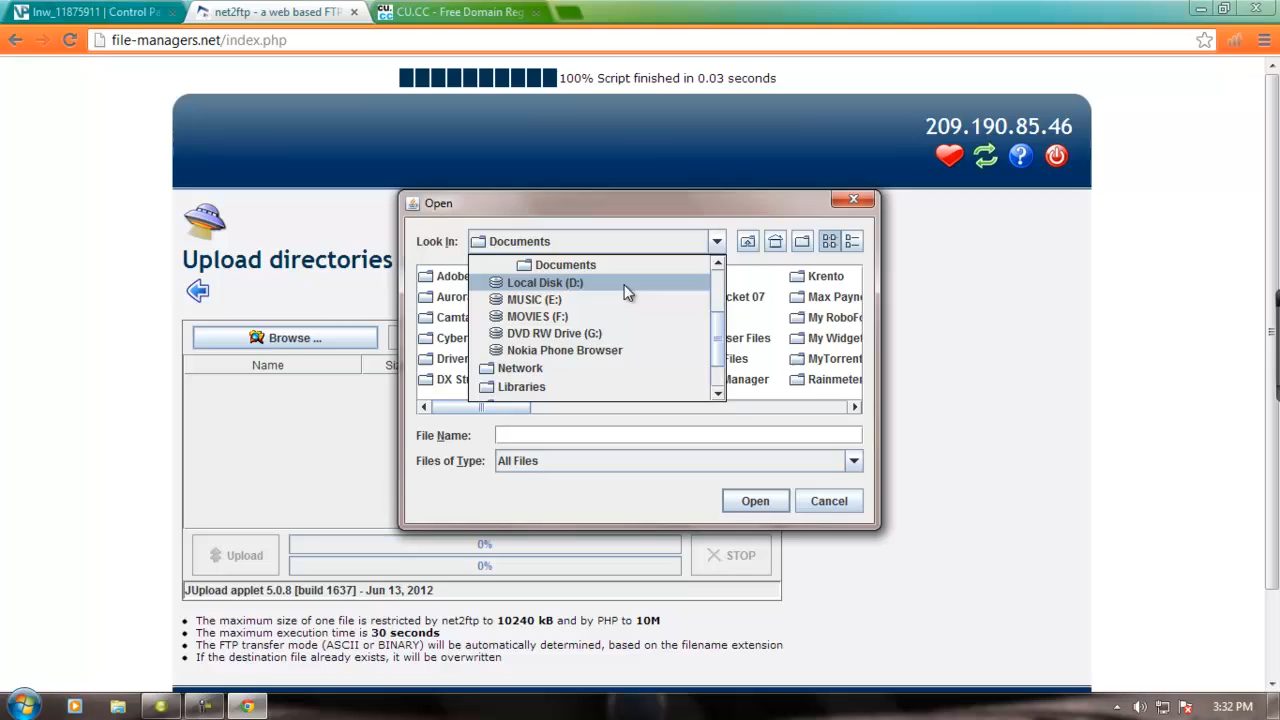 lnw_11875911 | Control Pa
net2ftp - a web based FTP
CU.CC - Free Domain Reg
file-managers.net/index.php
100% Script finished in 0.03 seconds
209.190.85.46
Upload directories
Open
Look In: Documents
Documents
Local Disk (D:)
MUSIC (E:)
MOVIES (F:)
DVD RW Drive (G:)
Nokia Phone Browser
Network
Libraries
Adobe
Auror
Camta
Cyber
Driver
DX Stu
cket 07
ser Files
Files
Manager
Krento
Max Payn
My RoboFo
My Widge
MyTorrent
Rainmeter
File Name:
Files of Type: All Files
Open
Cancel
Browse ...
Name
Siz
Upload
0%
0%
STOP
JUpload applet 5.0.8 [build 1637] - Jun 13, 2012
The maximum size of one file is restricted by net2ftp to 10240 kB and by PHP to 10M
The maximum execution time is 30 seconds
The FTP transfer mode (ASCII or BINARY) will be automatically determined, based on the filename extension
If the destination file already exists, it will be overwritten
3:32 PM